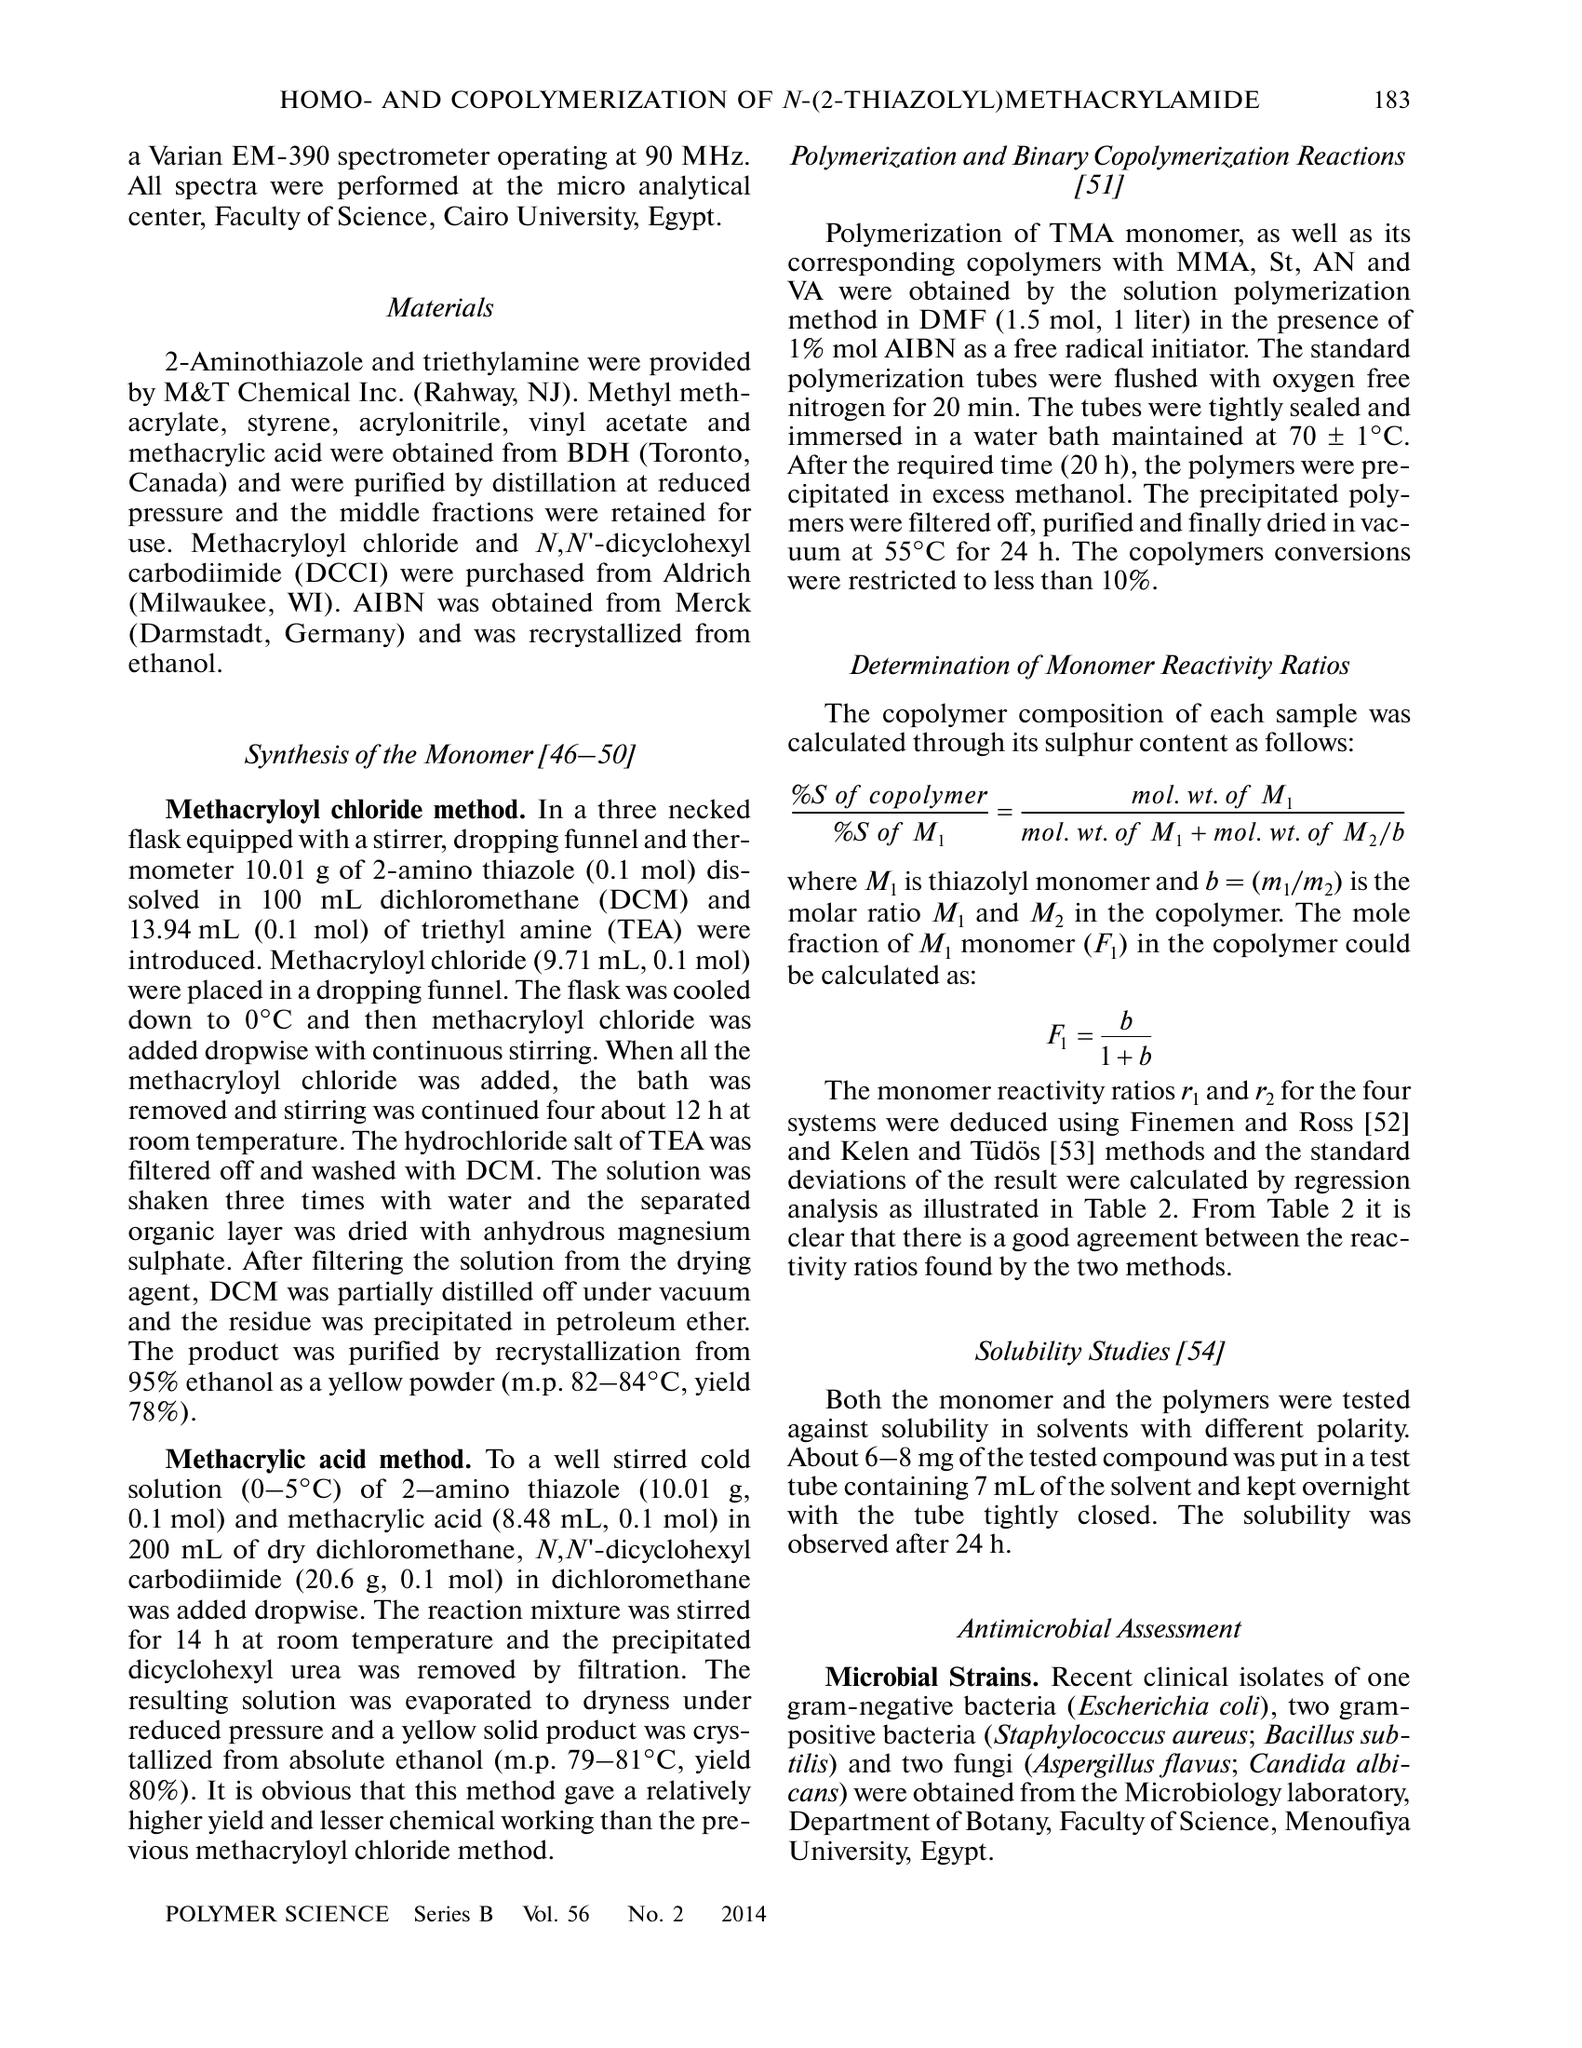 HOMO- AND COPOLYMERIZATION OF N-(2-THIAZOLYL)METHACRYLAMIDE 183
a Varian EM-390 spectrometer operating at 90 MHz.
All spectra were performed at the micro analytical
center, Faculty of Science, Cairo University, Egypt.
Materials
2-Aminothiazole and triethylamine were provided
by M&T Chemical Inc. (Rahway, NJ). Methyl meth-
acrylate, styrene, acrylonitrile, vinyl acetate and
methacrylic acid were obtained from BDH (Toronto,
Canada) and were purified by distillation at reduced
pressure and the middle fractions were retained for
use. Methacryloyl chloride and N,N'-dicyclohexyl
carbodiimide (DCCI) were purchased from Aldrich
(Milwaukee, WI). AIBN was obtained from Merck
(Darmstadt, Germany) and was recrystallized from
ethanol.
Synthesis of the Monomer [46–50]
Methacryloyl chloride method. In a three necked
flask equipped with a stirrer, dropping funnel and ther-
mometer 10.01 g of 2-amino thiazole (0.1 mol) dis-
solved in 100 mL dichloromethane (DCM) and
13.94 mL (0.1 mol) of triethyl amine (TEA) were
introduced. Methacryloyl chloride (9.71 mL, 0.1 mol)
were placed in a dropping funnel. The flask was cooled
down to 0°C and then methacryloyl chloride was
added dropwise with continuous stirring. When all the
methacryloyl chloride was added, the bath was
removed and stirring was continued four about 12 h at
room temperature. The hydrochloride salt of TEA was
filtered off and washed with DCM. The solution was
shaken three times with water and the separated
organic layer was dried with anhydrous magnesium
sulphate. After filtering the solution from the drying
agent, DCM was partially distilled off under vacuum
and the residue was precipitated in petroleum ether.
The product was purified by recrystallization from
95% ethanol as a yellow powder (m.p. 82–84°C, yield
78%).
Methacrylic acid method. To a well stirred cold
solution (0–5°C) of 2–amino thiazole (10.01 g,
0.1 mol) and methacrylic acid (8.48 mL, 0.1 mol) in
200 mL of dry dichloromethane, N,N'-dicyclohexyl
carbodiimide (20.6 g, 0.1 mol) in dichloromethane
was added dropwise. The reaction mixture was stirred
for 14 h at room temperature and the precipitated
dicyclohexyl urea was removed by filtration. The
resulting solution was evaporated to dryness under
reduced pressure and a yellow solid product was crys-
tallized from absolute ethanol (m.p. 79–81°C, yield
80%). It is obvious that this method gave a relatively
higher yield and lesser chemical working than the pre-
vious methacryloyl chloride method.
Polymerization and Binary Copolymerization Reactions
[51]
Polymerization of TMA monomer, as well as its
corresponding copolymers with MMA, St, AN and
VA were obtained by the solution polymerization
method in DMF (1.5 mol, 1 liter) in the presence of
1% mol AIBN as a free radical initiator. The standard
polymerization tubes were flushed with oxygen free
nitrogen for 20 min. The tubes were tightly sealed and
immersed in a water bath maintained at 70 ± 1°C.
After the required time (20 h), the polymers were pre-
cipitated in excess methanol. The precipitated poly-
mers were filtered off, purified and finally dried in vac-
uum at 55°C for 24 h. The copolymers conversions
were restricted to less than 10%.
Determination of Monomer Reactivity Ratios
The copolymer composition of each sample was
calculated through its sulphur content as follows:
%S of copolymer / %S of M₁ = mol. wt. of M₁ / mol. wt. of M₁ + mol. wt. of M₂/b
where M₁ is thiazolyl monomer and b = (m₁/m₂) is the
molar ratio M₁ and M₂ in the copolymer. The mole
fraction of M₁ monomer (F₁) in the copolymer could
be calculated as:
F₁ = b / 1 + b
The monomer reactivity ratios r₁ and r₂ for the four
systems were deduced using Finemen and Ross [52]
and Kelen and Tüdös [53] methods and the standard
deviations of the result were calculated by regression
analysis as illustrated in Table 2. From Table 2 it is
clear that there is a good agreement between the reac-
tivity ratios found by the two methods.
Solubility Studies [54]
Both the monomer and the polymers were tested
against solubility in solvents with different polarity.
About 6–8 mg of the tested compound was put in a test
tube containing 7 mL of the solvent and kept overnight
with the tube tightly closed. The solubility was
observed after 24 h.
Antimicrobial Assessment
Microbial Strains. Recent clinical isolates of one
gram-negative bacteria (Escherichia coli), two gram-
positive bacteria (Staphylococcus aureus; Bacillus sub-
tilis) and two fungi (Aspergillus flavus; Candida albi-
cans) were obtained from the Microbiology laboratory,
Department of Botany, Faculty of Science, Menoufiya
University, Egypt.
POLYMER SCIENCE Series B Vol. 56 No. 2 2014